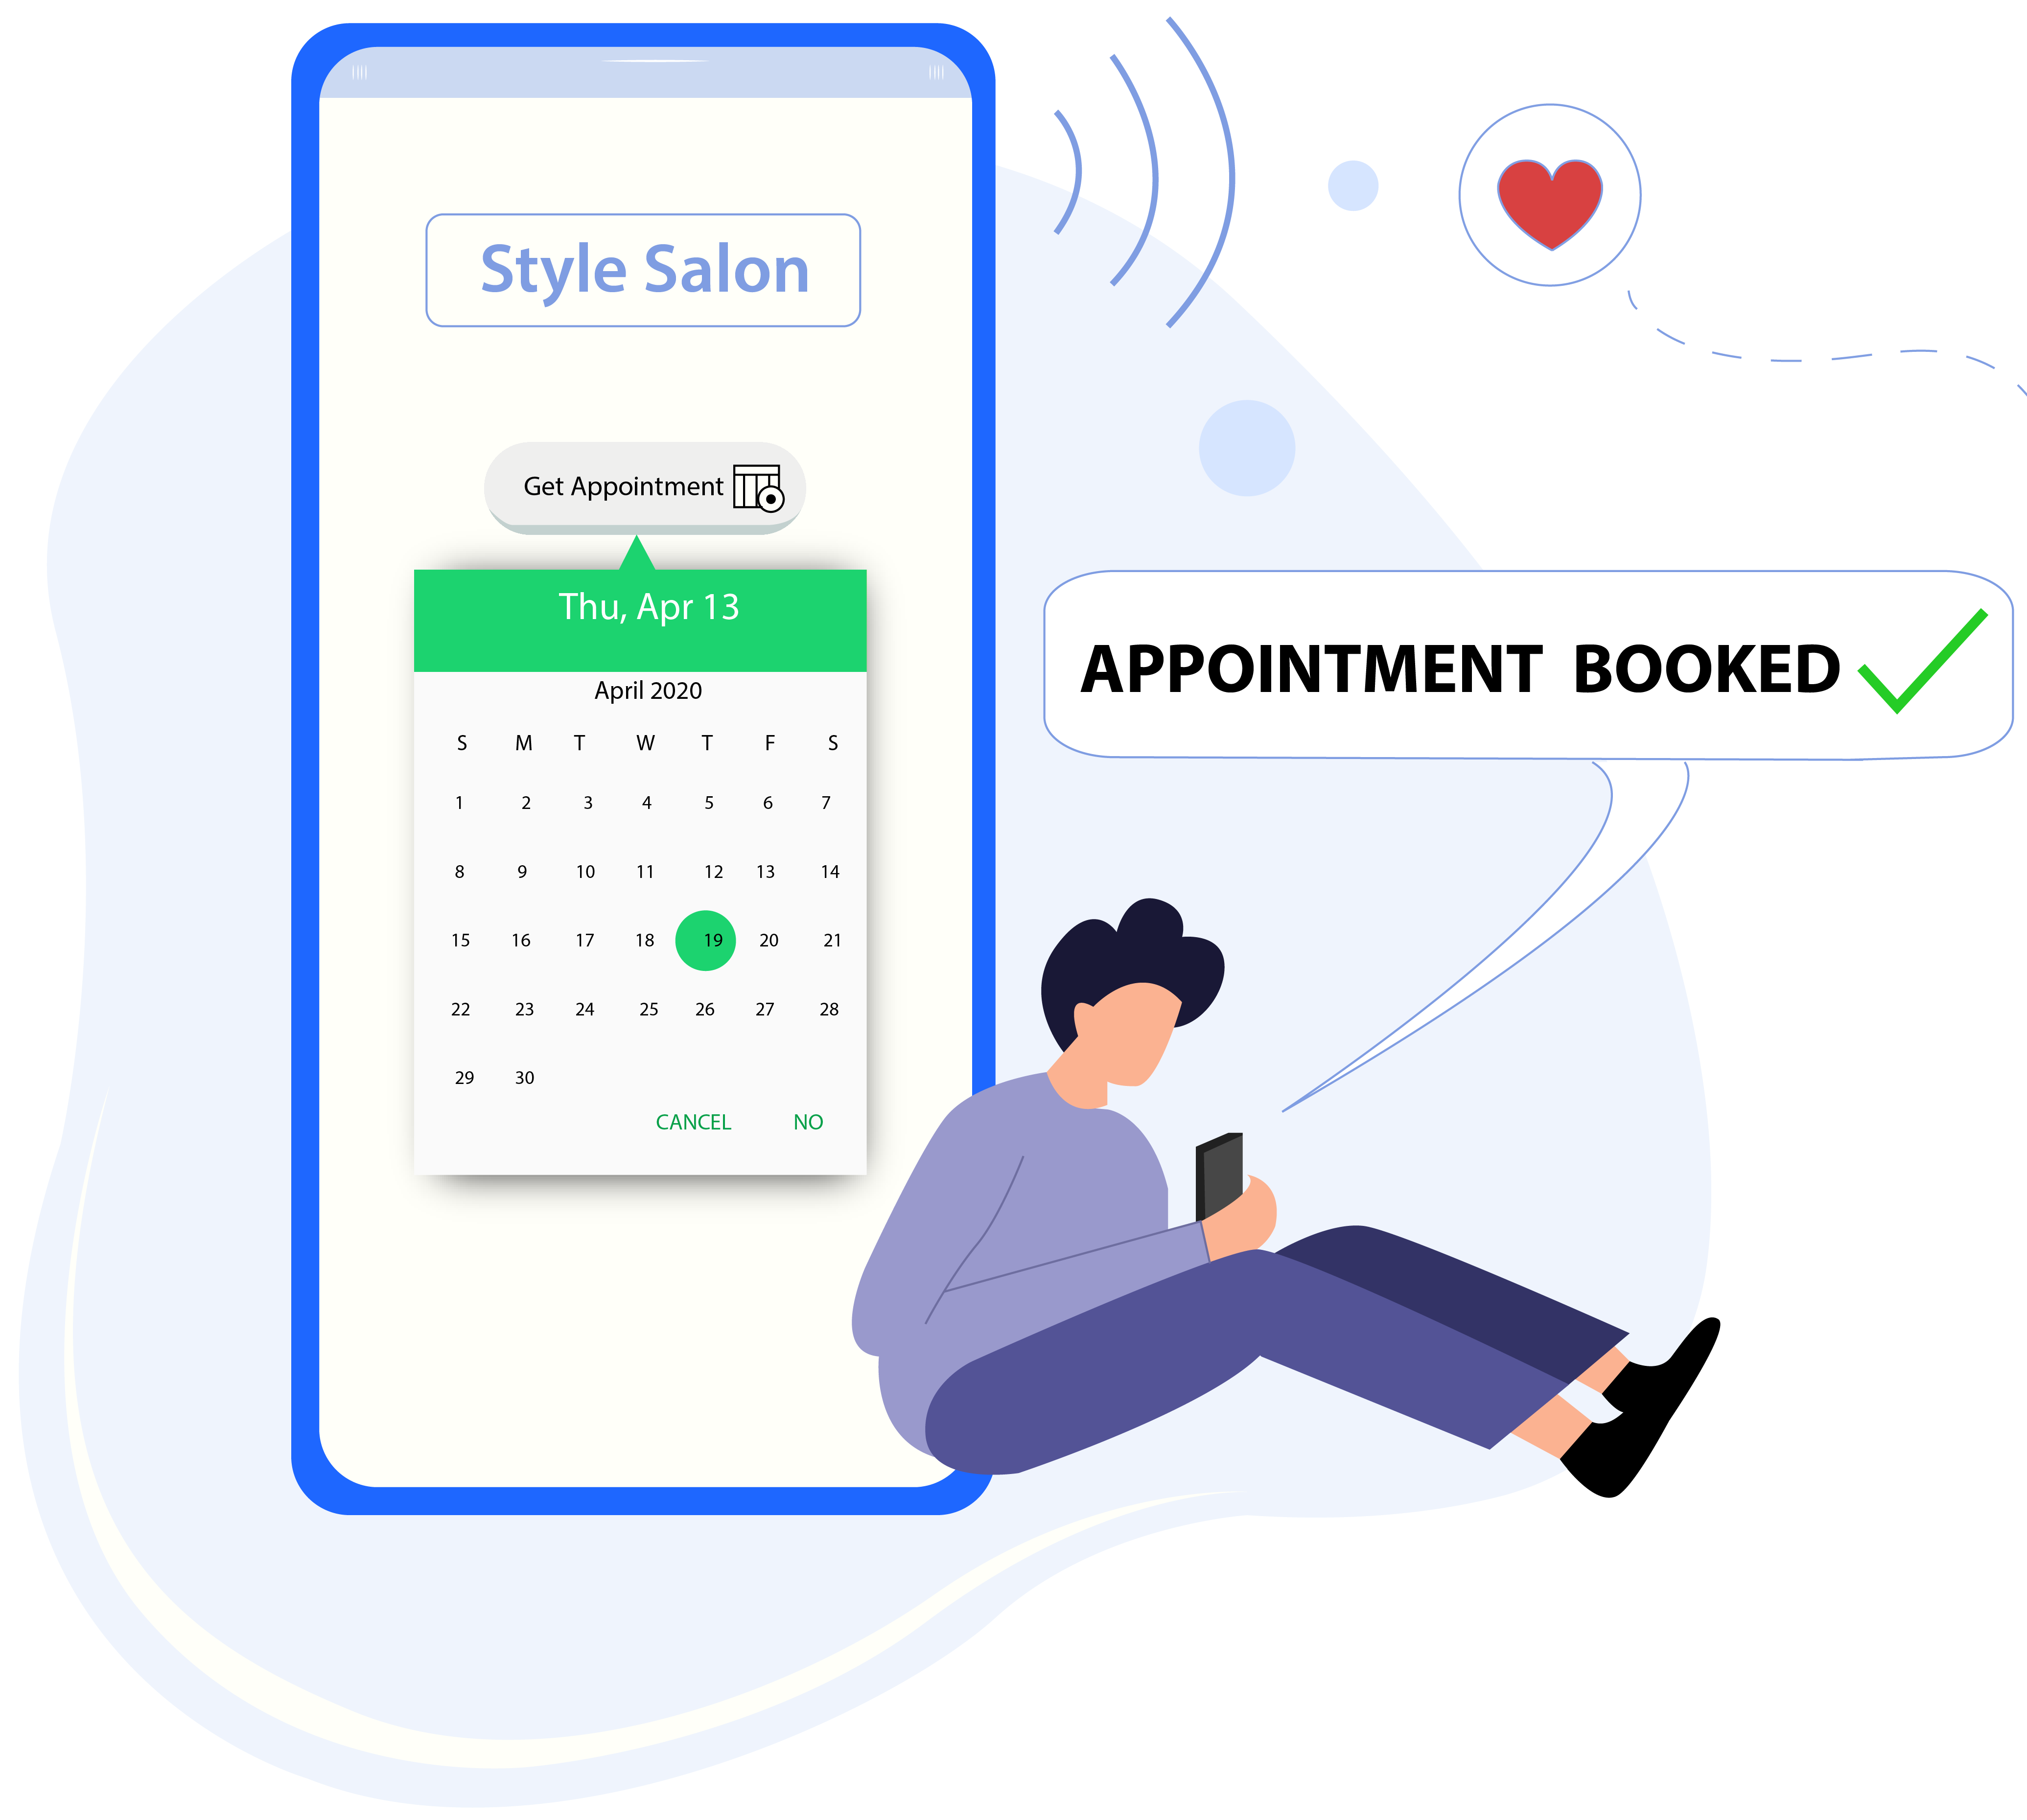 Style Salon
Get Appointment
Thu, Apr 13
April 2020
S M T W T F S
1 2 3 4 5 6 7
8 9 10 11 12 13 14
15 16 17 18 19 20 21
22 23 24 25 26 27 28
29 30
CANCEL NO
APPOINTMENT BOOKED